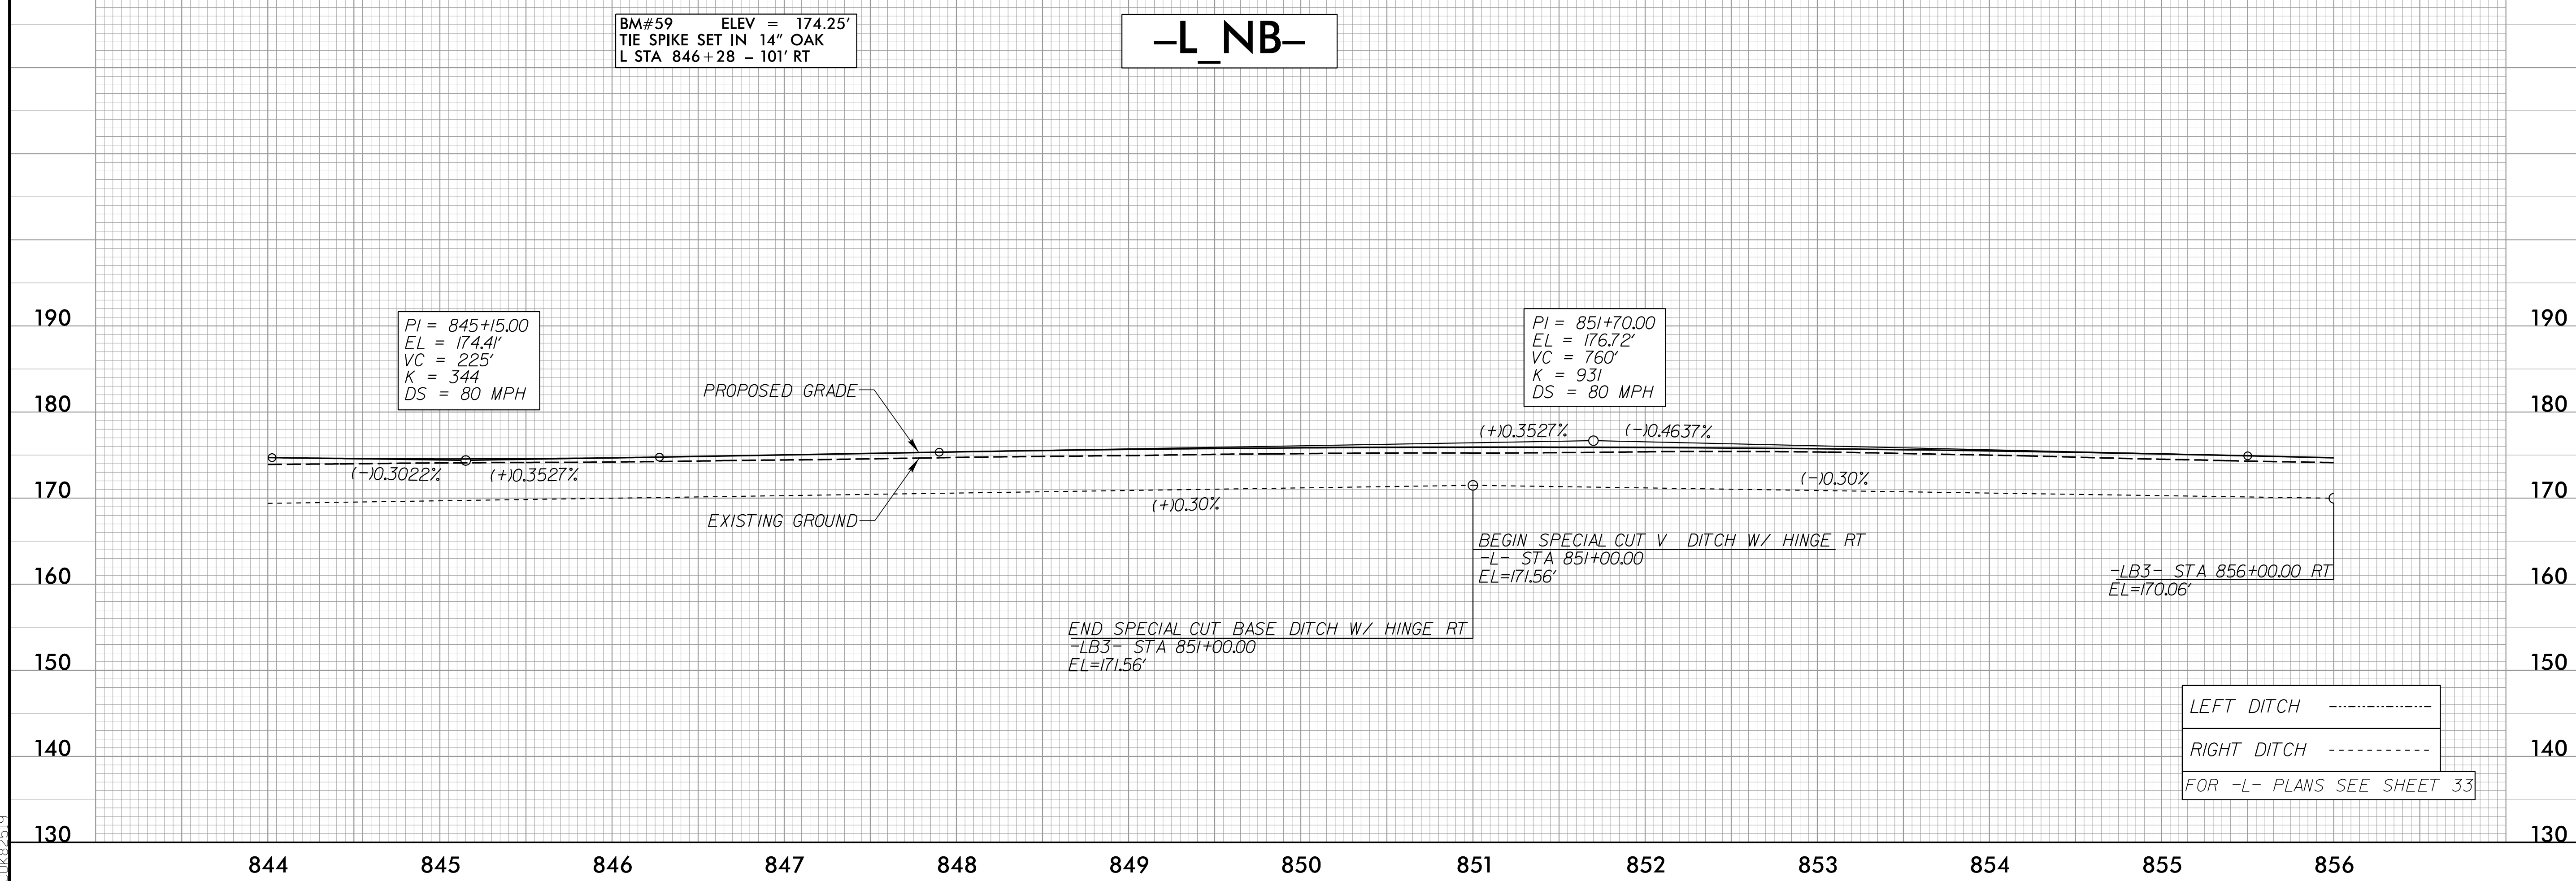 BM#59 ELEV = 174.25'
TIE SPIKE SET IN 14" OAK
L STA 846+28 – 101' RT
–L_NB–
190
190
PI = 845+15.00
EL = 174.41'
VC = 225'
K = 344
DS = 80 MPH
PI = 851+70.00
EL = 176.72'
VC = 760'
K = 931
DS = 80 MPH
PROPOSED GRADE
180
180
(+)0.3527%
(-)0.4637%
(-)0.3022%
(+)0.3527%
(-)0.30%
170
170
(+)0.30%
EXISTING GROUND
BEGIN SPECIAL CUT V DITCH W/ HINGE RT
-L- STA 851+00.00
EL=171.56'
160
160
-LB3- STA 856+00.00 RT
EL=170.06'
END SPECIAL CUT BASE DITCH W/ HINGE RT
-LB3- STA 851+00.00
EL=171.56'
150
150
LEFT DITCH
RIGHT DITCH
140
140
FOR -L- PLANS SEE SHEET 33
130
130
844 845 846 847 848 849 850 851 852 853 854 855 856